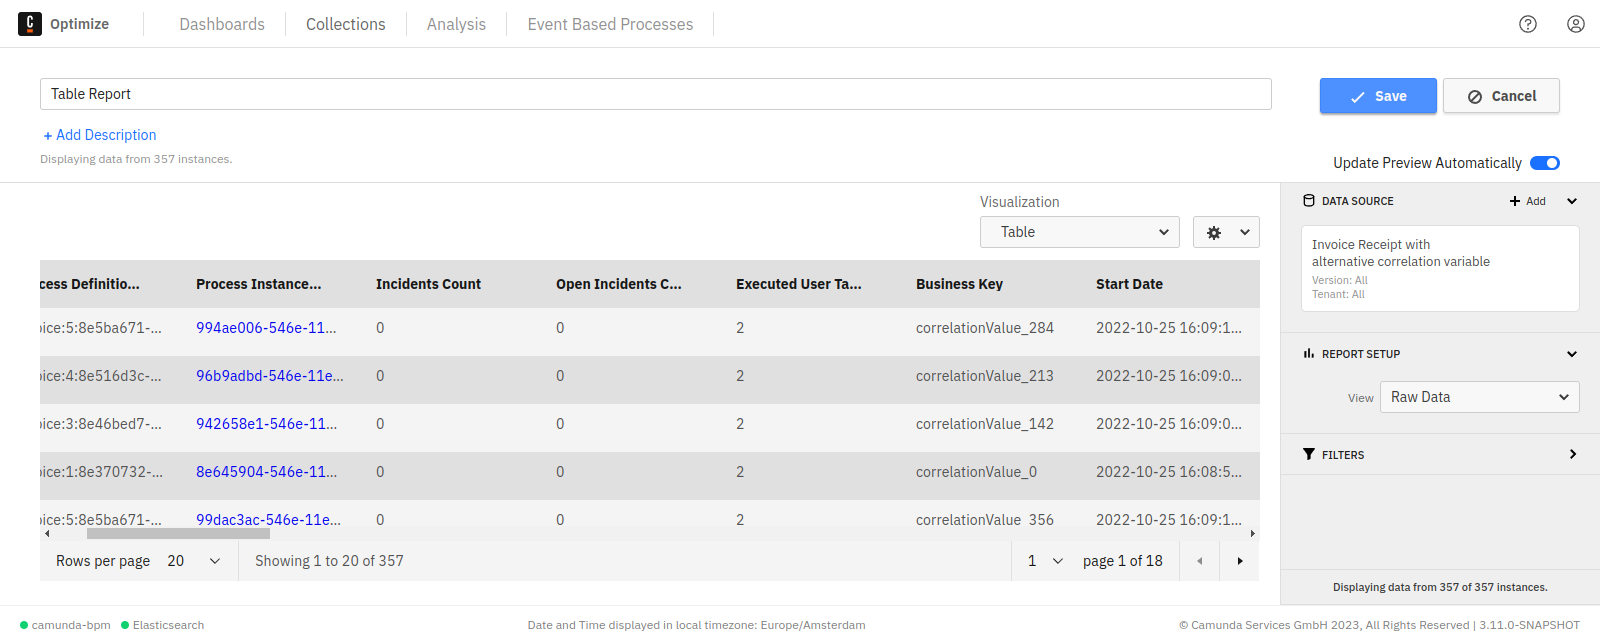 Optimize
Dashboards
Collections
Analysis
Event Based Processes
Table Report
Save
Cancel
+ Add Description
Displaying data from 357 instances.
Update Preview Automatically
Visualization
Table
cess Definitio... Process Instance... Incidents Count Open Incidents C... Executed User Ta... Business Key Start Date
ice:5:8e5ba671-... 994ae006-546e-11... 0 0 2 correlationValue_284 2022-10-25 16:09:1...
ice:4:8e516d3c-... 96b9adbd-546e-11e... 0 0 2 correlationValue_213 2022-10-25 16:09:0...
ice:3:8e46bed7-... 942658e1-546e-11... 0 0 2 correlationValue_142 2022-10-25 16:09:0...
ice:1:8e370732-... 8e645904-546e-11... 0 0 2 correlationValue_0 2022-10-25 16:08:5...
ice:5:8e5ba671-... 99dac3ac-546e-11e... 0 0 2 correlationValue_356 2022-10-25 16:09:1...
Rows per page 20 Showing 1 to 20 of 357 1 page 1 of 18
DATA SOURCE
Add
Invoice Receipt with
alternative correlation variable
Version: All
Tenant: All
REPORT SETUP
View Raw Data
FILTERS
Displaying data from 357 of 357 instances.
camunda-bpm Elasticsearch
Date and Time displayed in local timezone: Europe/Amsterdam
© Camunda Services GmbH 2023, All Rights Reserved | 3.11.0-SNAPSHOT